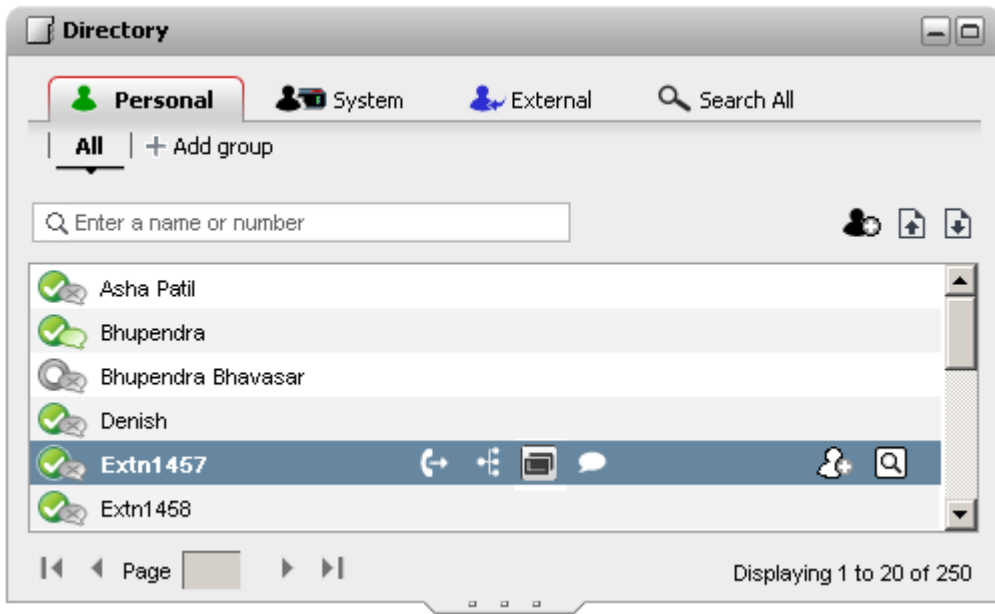 Directory
Personal System External Search All
All + Add group
Enter a name or number
Asha Patil
Bhupendra
Bhupendra Bhavasar
Denish
Extn1457
Extn1458
Page
Displaying 1 to 20 of 250